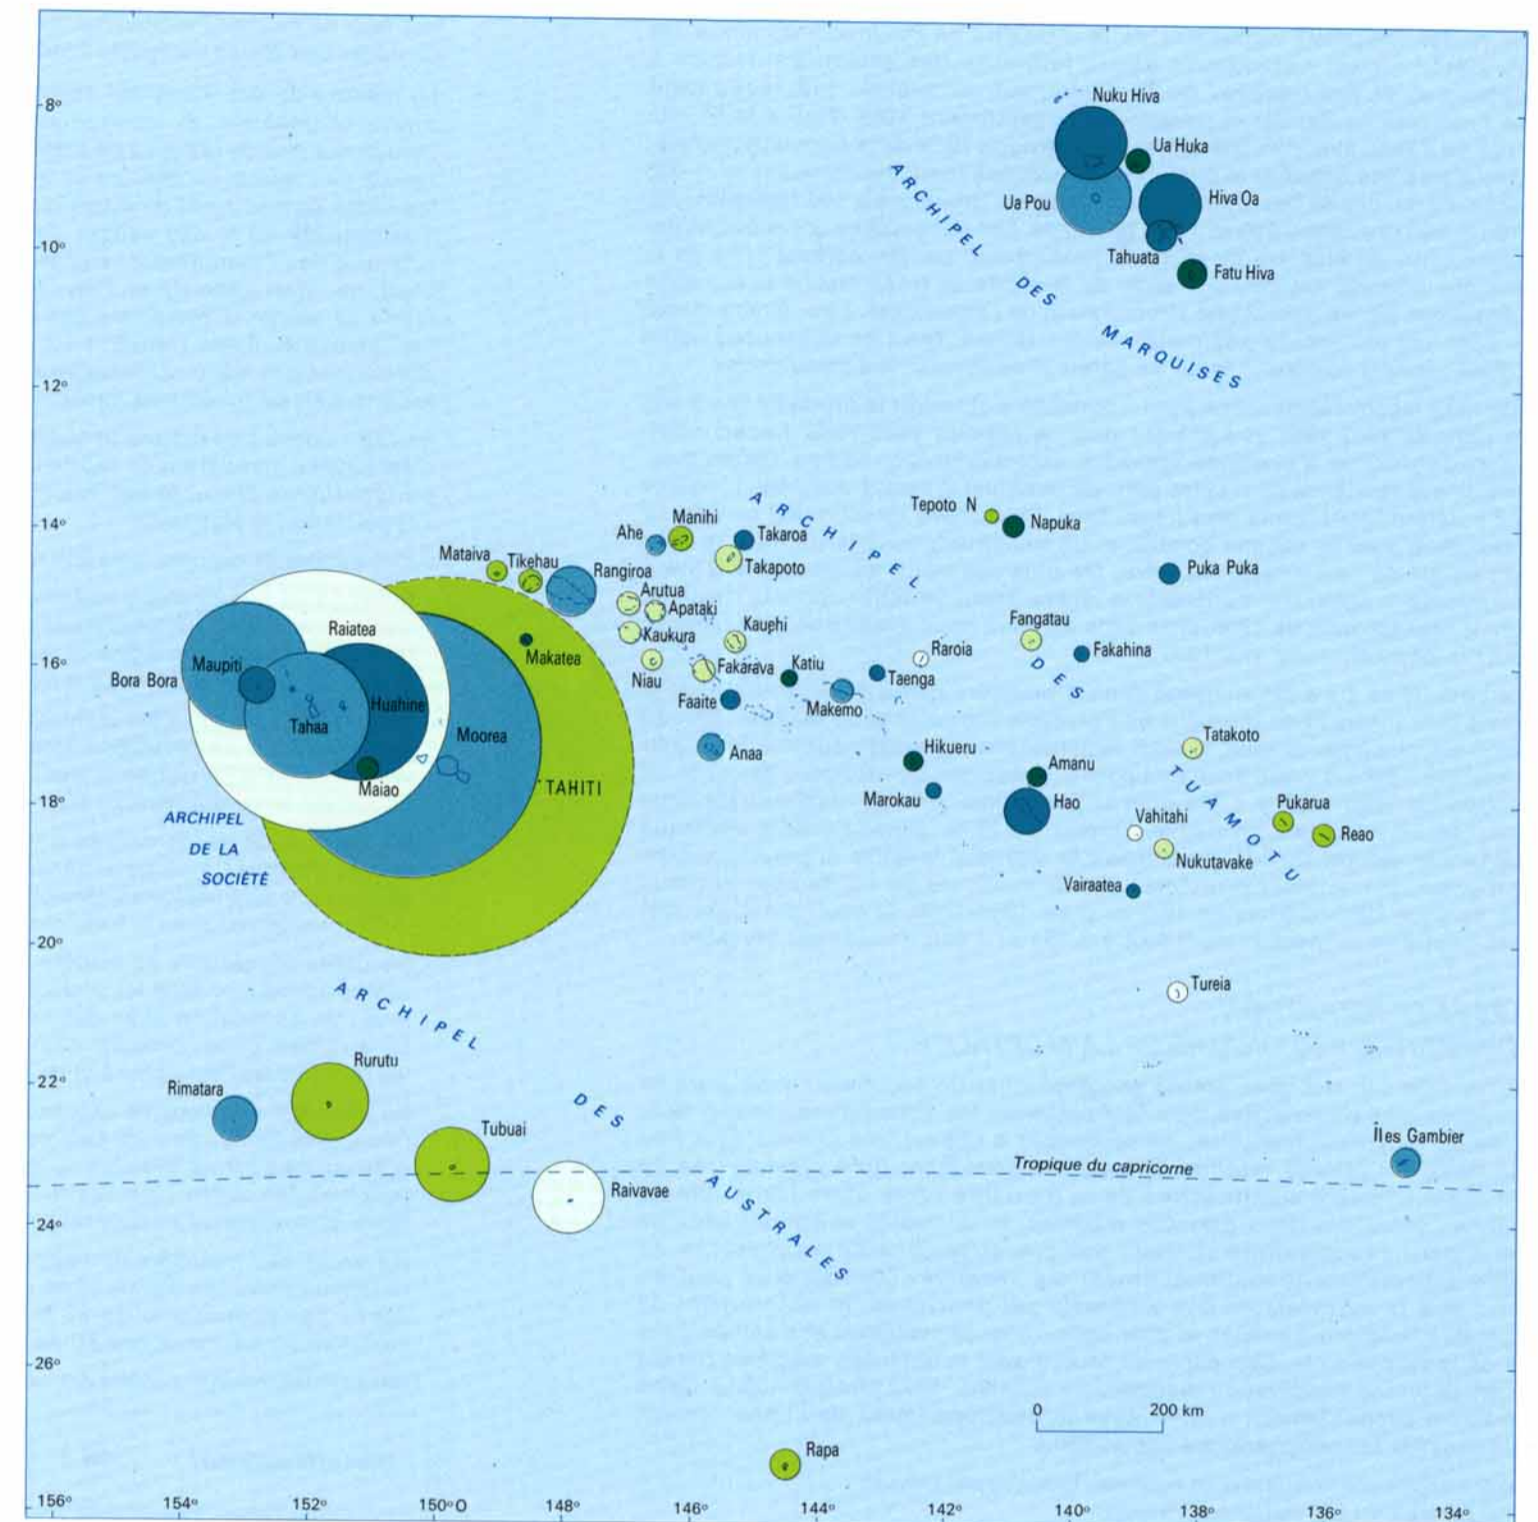 Nuku Hiva
8°
Ua Huka
Ua Pou
Hiva Oa
10°
Tahuata
Fatu Hiva
ARCHIPEL DES MARQUISES
12°
ARCHIPEL DES TUAMOTU
14°
Tepoto N
Napuka
Manihi
Ahe
Takaroa
Mataiva
Tikehau
Rangiroa
Takapoto
Puka Puka
Arutua
Apataki
Fangatau
Raiatea
Kaukura
Kauehi
Makatea
16°
Maupiti
Bora Bora
Niau
Fakarava
Katiu
Raroia
Fakahina
Taenga
Faaite
Makemo
Huahine
Tahaa
Moorea
Anaa
Hikueru
Tatakoto
Amanu
Maiao
TAHITI
Marokau
Hao
18°
Pukarua
Vahitahi
Reao
ARCHIPEL
DE LA
SOCIÉTÉ
Nukutavake
Vairaatea
20°
Tureia
ARCHIPEL DES AUSTRALES
Rurutu
22°
Rimatara
Tubuai
Îles Gambier
Tropique du capricorne
Raivavae
24°
26°
0 200 km
Rapa
156° 154° 152° 150°O 148° 146° 144° 142° 140° 138° 136° 134°